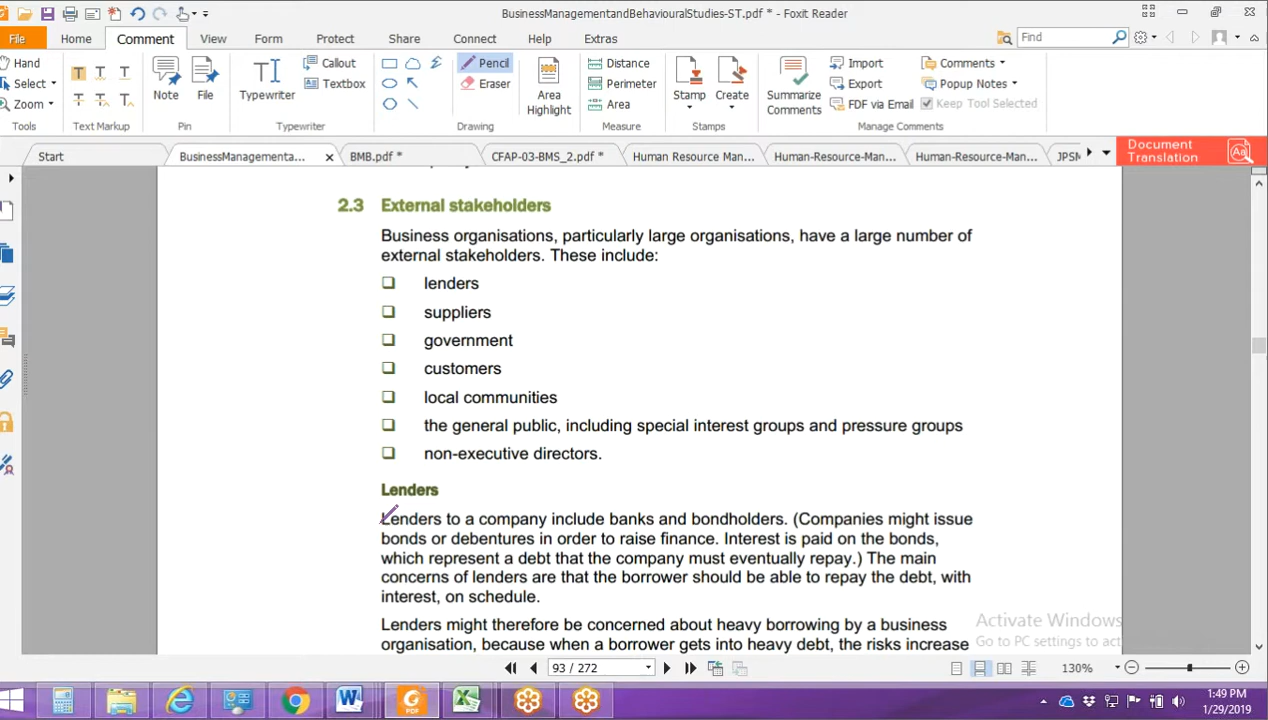 BusinessManagementandBehaviouralStudies-ST.pdf * - Foxit Reader
File Home Comment View Form Protect Share Connect Help Extras Find
Hand Select Zoom Tools
Text Markup
Note File Pin
Typewriter Callout Textbox Typewriter
Pencil Eraser Area Highlight Drawing
Distance Perimeter Area Measure
Stamp Create Stamps
Summarize Comments Import Export FDF via Email Comments Popup Notes Keep Tool Selected Manage Comments
Start BusinessManagementa... BMB.pdf * CFAP-03-BMS_2.pdf * Human Resource Man... Human-Resource-Man... Human-Resource-Man... JPSM
Document Translation
2.3 External stakeholders
Business organisations, particularly large organisations, have a large number of
external stakeholders. These include:
lenders
suppliers
government
customers
local communities
the general public, including special interest groups and pressure groups
non-executive directors.
Lenders
Lenders to a company include banks and bondholders. (Companies might issue
bonds or debentures in order to raise finance. Interest is paid on the bonds,
which represent a debt that the company must eventually repay.) The main
concerns of lenders are that the borrower should be able to repay the debt, with
interest, on schedule.
Lenders might therefore be concerned about heavy borrowing by a business
organisation, because when a borrower gets into heavy debt, the risks increase
Activate Windows
Go to PC settings to act
93 / 272 130%
1:49 PM
1/29/2019